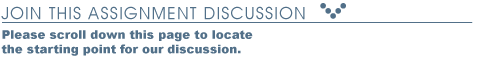 JOIN THIS ASSIGNMENT DISCUSSION
Please scroll down this page to locate
the starting point for our discussion.